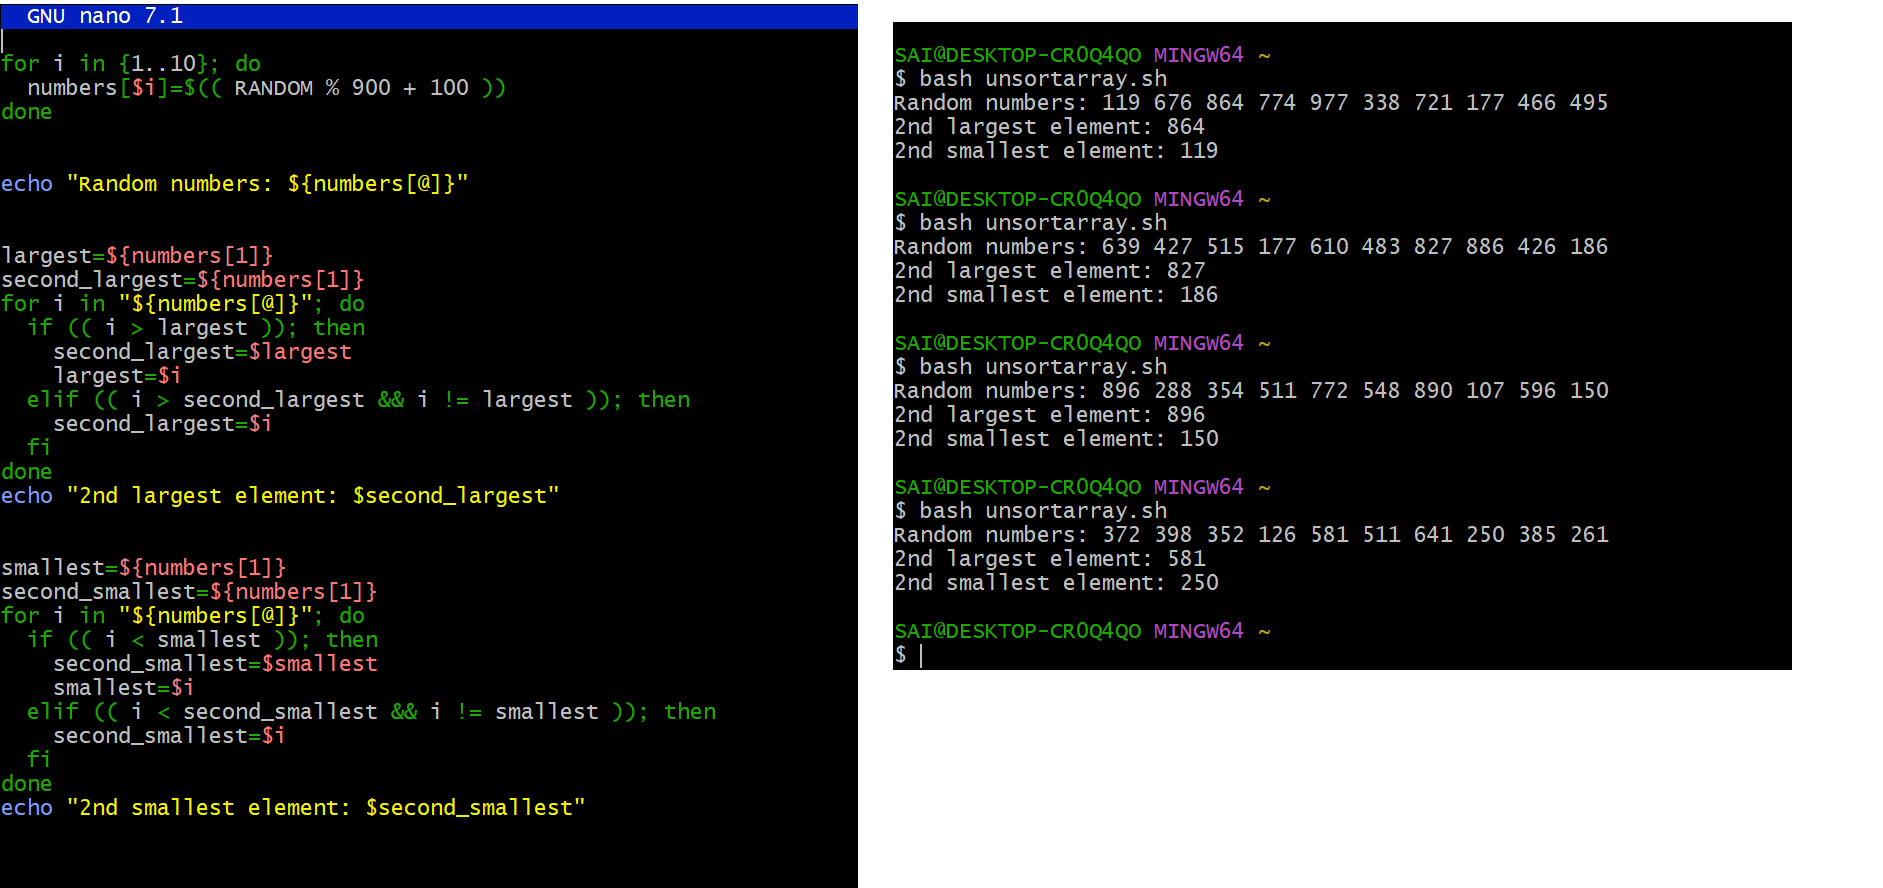 GNU nano 7.1
for i in {1..10}; do
  numbers[$i]=$(( RANDOM % 900 + 100 ))
done
echo "Random numbers: ${numbers[@]}"
largest=${numbers[1]}
second_largest=${numbers[1]}
for i in "${numbers[@]}"; do
  if (( i > largest )); then
    second_largest=$largest
    largest=$i
  elif (( i > second_largest && i != largest )); then
    second_largest=$i
  fi
done
echo "2nd largest element: $second_largest"
smallest=${numbers[1]}
second_smallest=${numbers[1]}
for i in "${numbers[@]}"; do
  if (( i < smallest )); then
    second_smallest=$smallest
    smallest=$i
  elif (( i < second_smallest && i != smallest )); then
    second_smallest=$i
  fi
done
echo "2nd smallest element: $second_smallest"
SAI@DESKTOP-CR0Q4QO MINGW64 ~
$ bash unsortarray.sh
Random numbers: 119 676 864 774 977 338 721 177 466 495
2nd largest element: 864
2nd smallest element: 119
SAI@DESKTOP-CR0Q4QO MINGW64 ~
$ bash unsortarray.sh
Random numbers: 639 427 515 177 610 483 827 886 426 186
2nd largest element: 827
2nd smallest element: 186
SAI@DESKTOP-CR0Q4QO MINGW64 ~
$ bash unsortarray.sh
Random numbers: 896 288 354 511 772 548 890 107 596 150
2nd largest element: 896
2nd smallest element: 150
SAI@DESKTOP-CR0Q4QO MINGW64 ~
$ bash unsortarray.sh
Random numbers: 372 398 352 126 581 511 641 250 385 261
2nd largest element: 581
2nd smallest element: 250
SAI@DESKTOP-CR0Q4QO MINGW64 ~
$